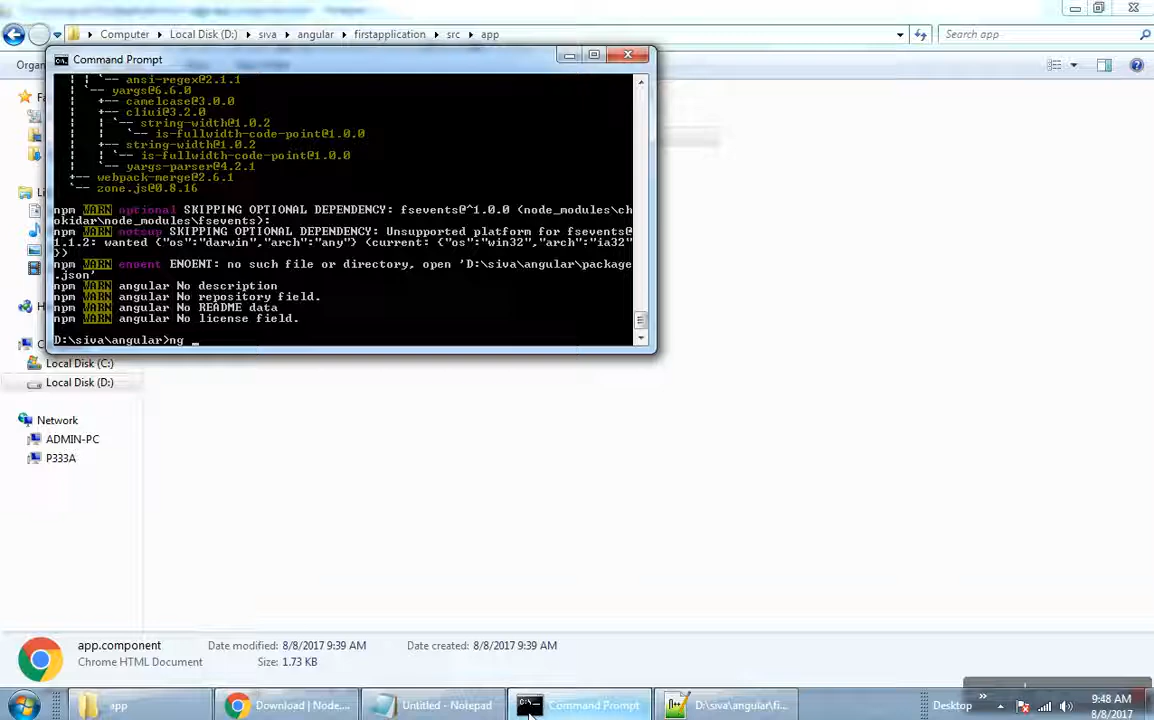 Computer ▸ Local Disk (D:) ▸ siva ▸ angular ▸ firstapplication ▸ src ▸ app
Search app
Organ
Command Prompt
| | `-- ansi-regex@2.1.1
`-- yargs@6.6.0
+-- camelcase@3.0.0
+-- cliui@3.2.0
| `-- string-width@1.0.2
| `-- is-fullwidth-code-point@1.0.0
+-- string-width@1.0.2
| `-- is-fullwidth-code-point@1.0.0
`-- yargs-parser@4.2.1
+-- webpack-merge@2.6.1
`-- zone.js@0.8.16
npm WARN optional SKIPPING OPTIONAL DEPENDENCY: fsevents@^1.0.0 (node_modules\ch
okidar\node_modules\fsevents):
npm WARN notsup SKIPPING OPTIONAL DEPENDENCY: Unsupported platform for fsevents@
1.1.2: wanted {"os":"darwin","arch":"any"} (current: {"os":"win32","arch":"ia32"
})
npm WARN enoent ENOENT: no such file or directory, open 'D:\siva\angular\package
.json'
npm WARN angular No description
npm WARN angular No repository field.
npm WARN angular No README data
npm WARN angular No license field.
D:\siva\angular>ng _
Local Disk (C:)
Local Disk (D:)
Network
ADMIN-PC
P333A
app.component
Date modified: 8/8/2017 9:39 AM
Date created: 8/8/2017 9:39 AM
Chrome HTML Document
Size: 1.73 KB
app
Download | Node....
Untitled - Notepad
Command Prompt
D:\siva\angular\fi...
Desktop
9:48 AM
8/8/2017